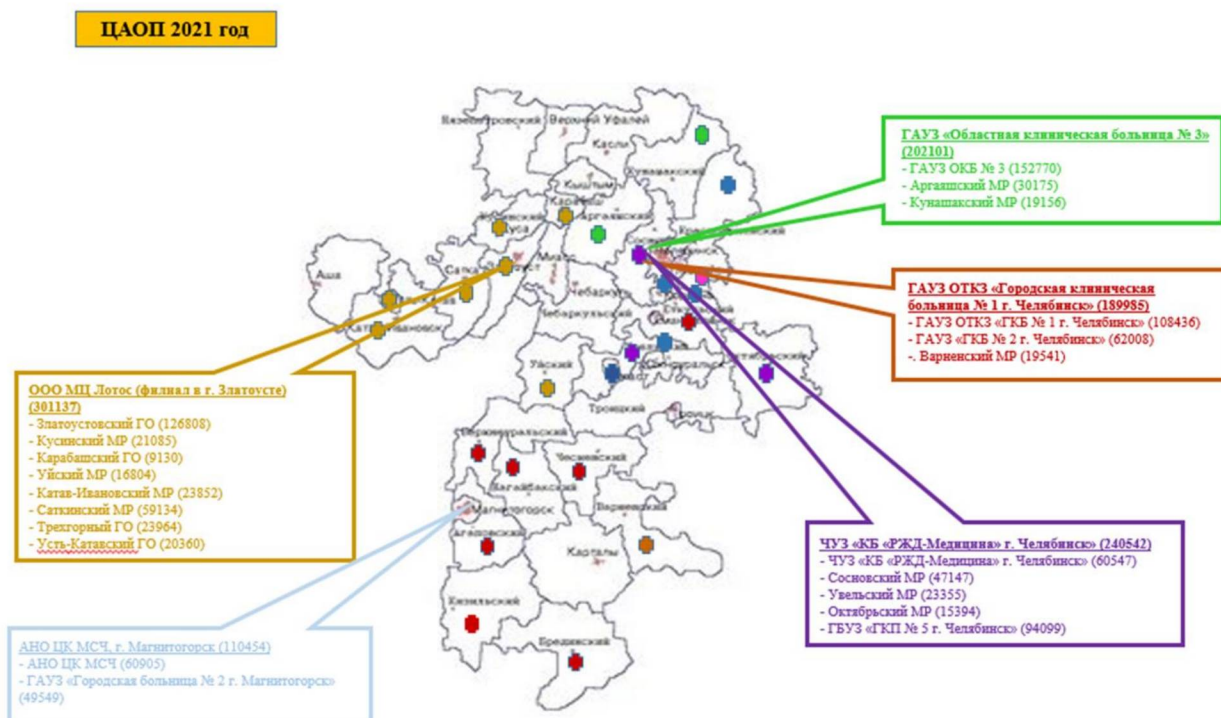 ЦАОП 2021 год
Верхний Уфалей
Касли
Кунашакский
Кыштым
Карабаш
Аргаяшский
Куса
Миасс
Аша
Чебаркуль
Чебаркульский
Уйский
Троицкий
Троицк
Чесменский
Нагайбакский
Варненский
Магнитогорск
Агаповский
Карталы
Кизильский
Брединский
ГАУЗ «Областная клиническая больница № 3»
(202101)
- ГАУЗ ОКБ № 3 (152770)
- Аргаяшский МР (30175)
- Кунашакский МР (19156)
ГАУЗ ОТКЗ «Городская клиническая
больница № 1 г. Челябинск» (189985)
- ГАУЗ ОТКЗ «ГКБ № 1 г. Челябинск» (108436)
- ГАУЗ «ГКБ № 2 г. Челябинск» (62008)
-. Варненский МР (19541)
ООО МЦ Лотос (филиал в г. Златоусте)
(301137)
- Златоустовский ГО (126808)
- Кусинский МР (21085)
- Карабашский ГО (9130)
- Уйский МР (16804)
- Катав-Ивановский МР (23852)
- Саткинский МР (59134)
- Трехгорный ГО (23964)
- Усть-Катавский ГО (20360)
ЧУЗ «КБ «РЖД-Медицина» г. Челябинск» (240542)
- ЧУЗ «КБ «РЖД-Медицина» г. Челябинск» (60547)
- Сосновский МР (47147)
- Увельский МР (23355)
- Октябрьский МР (15394)
- ГБУЗ «ГКП № 5 г. Челябинск» (94099)
АНО ЦК МСЧ, г. Магнитогорск (110454)
- АНО ЦК МСЧ (60905)
- ГАУЗ «Городская больница № 2 г. Магнитогорск»
(49549)